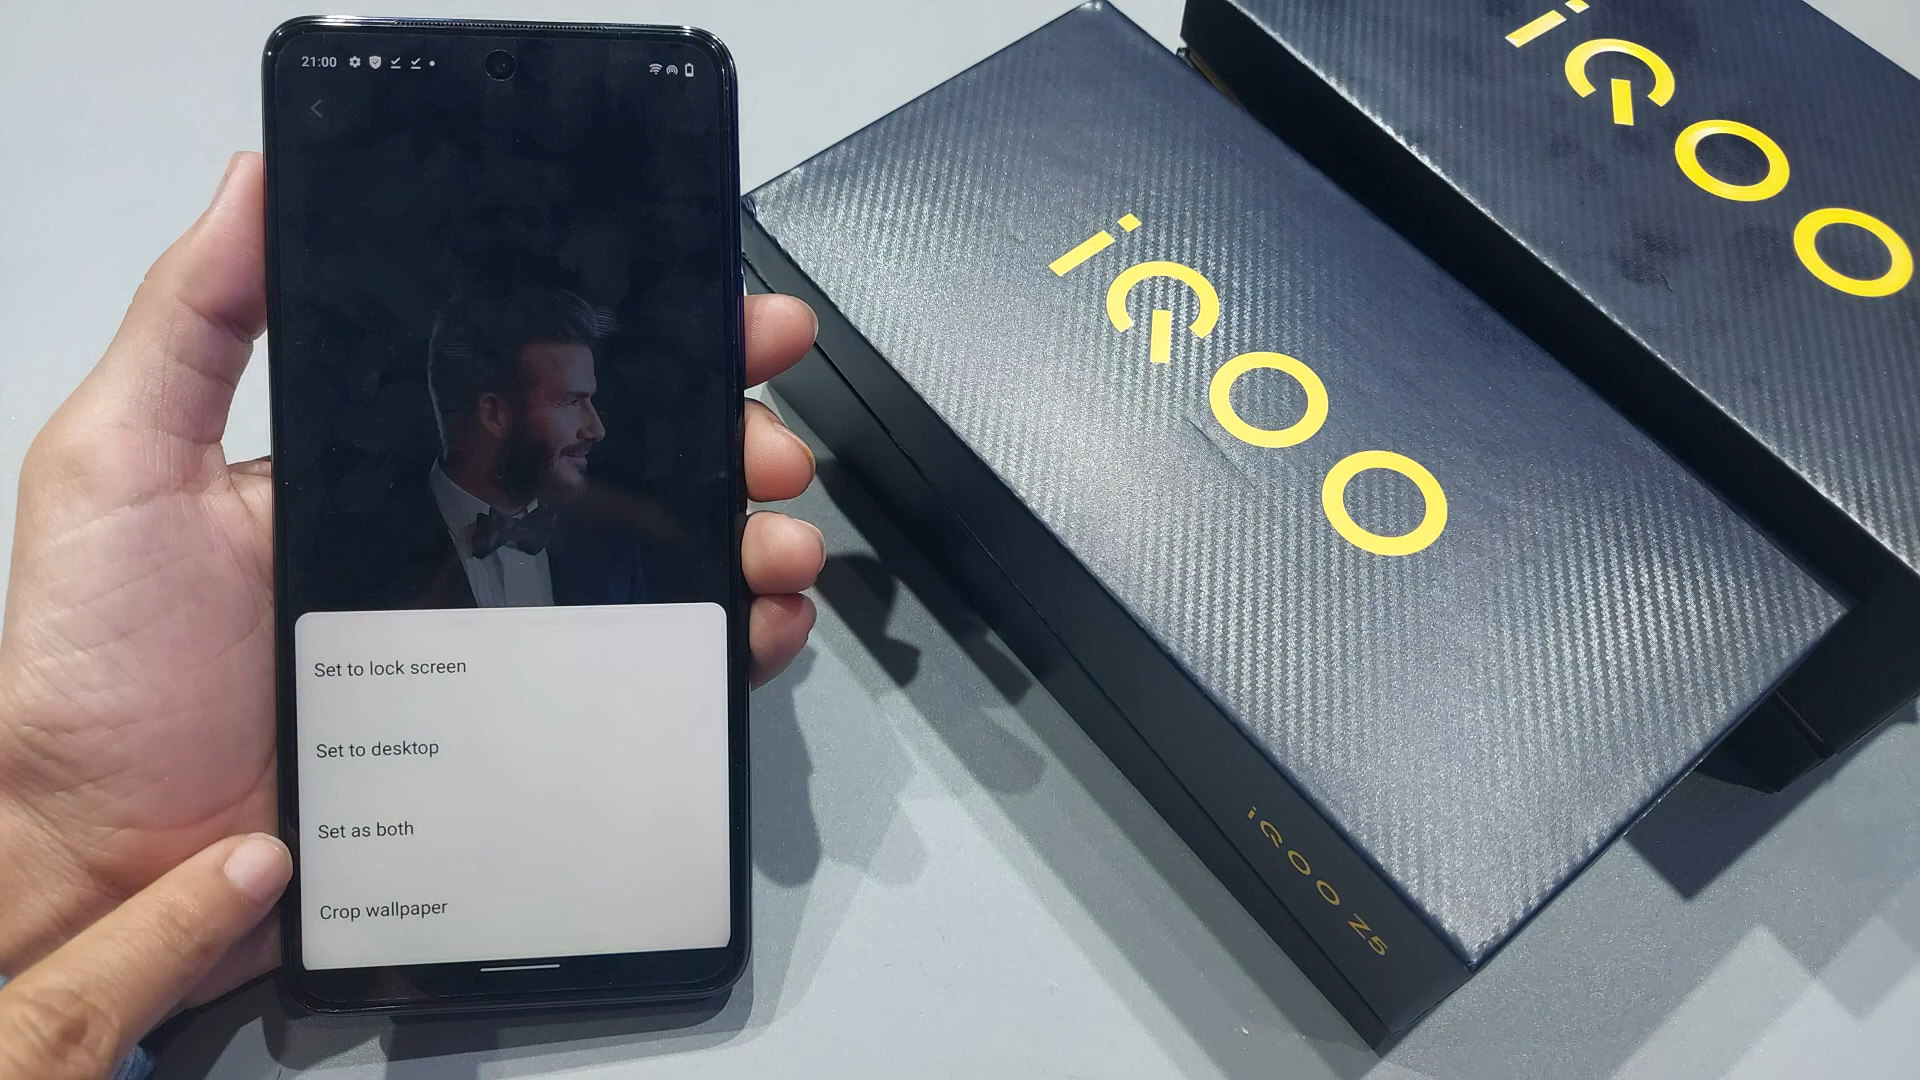 21:00
Set to lock screen
Set to desktop
Set as both
Crop wallpaper
iQOO
iQOO
iQOO Z5